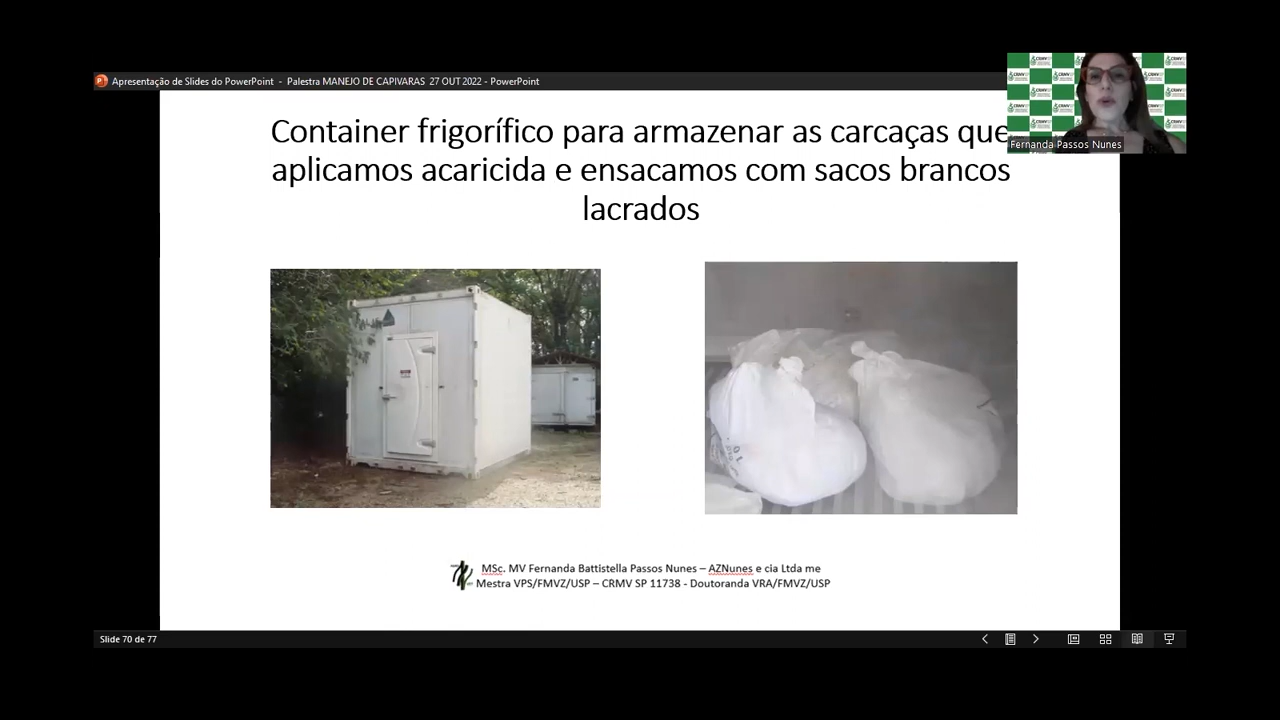 Apresentação de Slides do PowerPoint - Palestra MANEJO DE CAPIVARAS 27 OUT 2022 - PowerPoint
Container frigorífico para armazenar as carcaças que
aplicamos acaricida e ensacamos com sacos brancos
lacrados
Fernanda Passos Nunes
MSc. MV Fernanda Battistella Passos Nunes – AZNunes e cia Ltda me
Mestra VPS/FMVZ/USP – CRMV SP 11738 - Doutoranda VRA/FMVZ/USP
Slide 70 de 77